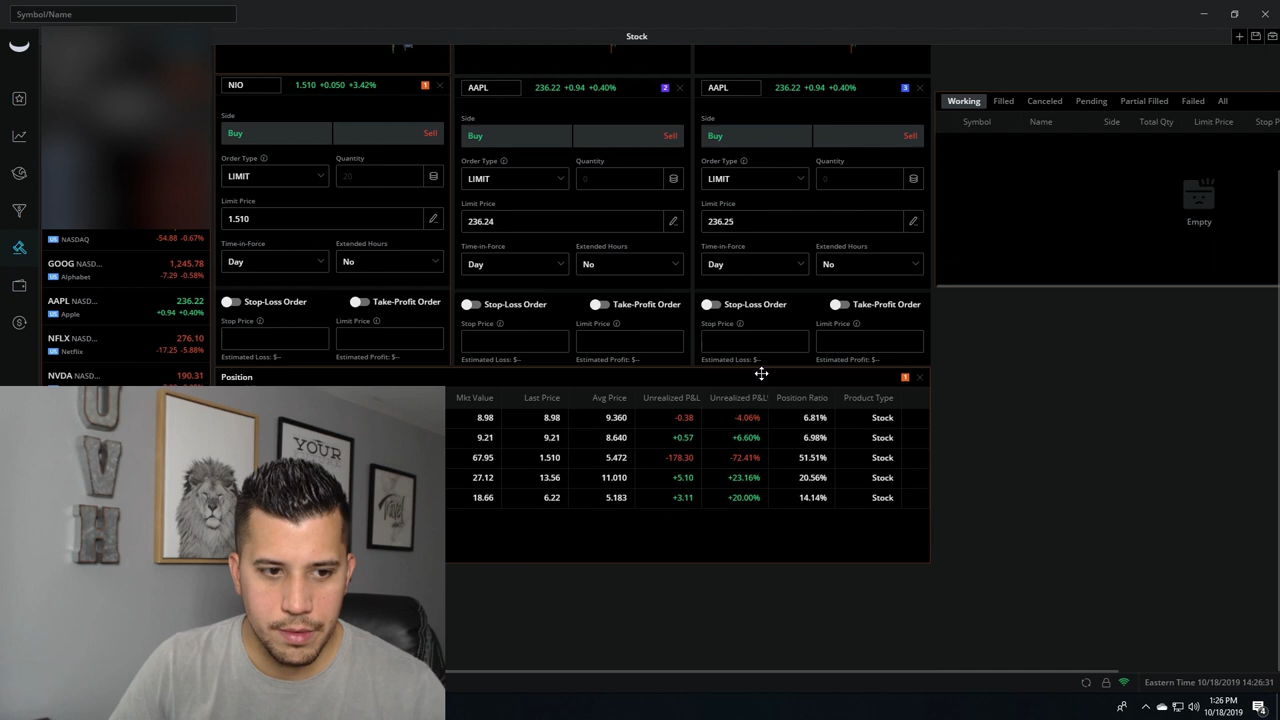 Symbol/Name
Stock
NIO 1.510 +0.050 +3.42% 1
AAPL 236.22 +0.94 +0.40% 2
AAPL 236.22 +0.94 +0.40% 3
Side
Buy Sell
Order Type Quantity
LIMIT 20
Limit Price
1.510
Time-in-Force Extended Hours
Day No
Stop-Loss Order Take-Profit Order
Stop Price Limit Price
Estimated Loss: $-- Estimated Profit: $--
Side
Buy Sell
Order Type Quantity
LIMIT 0
Limit Price
236.24
Time-in-Force Extended Hours
Day No
Stop-Loss Order Take-Profit Order
Stop Price Limit Price
Estimated Loss: $-- Estimated Profit: $--
Side
Buy Sell
Order Type Quantity
LIMIT 0
Limit Price
236.25
Time-in-Force Extended Hours
Day No
Stop-Loss Order Take-Profit Order
Stop Price Limit Price
Estimated Loss: $-- Estimated Profit: $--
Working Filled Canceled Pending Partial Filled Failed All
Symbol Name Side Total Qty Limit Price Stop P
Empty
US NASDAQ -54.88 -0.67%
GOOG NASD... 1,245.78
US Alphabet -7.29 -0.58%
AAPL NASD... 236.22
US Apple +0.94 +0.40%
NFLX NASD... 276.10
US Netflix -17.25 -5.88%
NVDA NASD... 190.31
Position 1
Mkt Value Last Price Avg Price Unrealized P&L Unrealized P&L Position Ratio Product Type
8.98 8.98 9.360 -0.38 -4.06% 6.81% Stock
9.21 9.21 8.640 +0.57 +6.60% 6.98% Stock
67.95 1.510 5.472 -178.30 -72.41% 51.51% Stock
27.12 13.56 11.010 +5.10 +23.16% 20.56% Stock
18.66 6.22 5.183 +3.11 +20.00% 14.14% Stock
YOUR
U
V
H
Eastern Time 10/18/2019 14:26:31
1:26 PM
10/18/2019
4